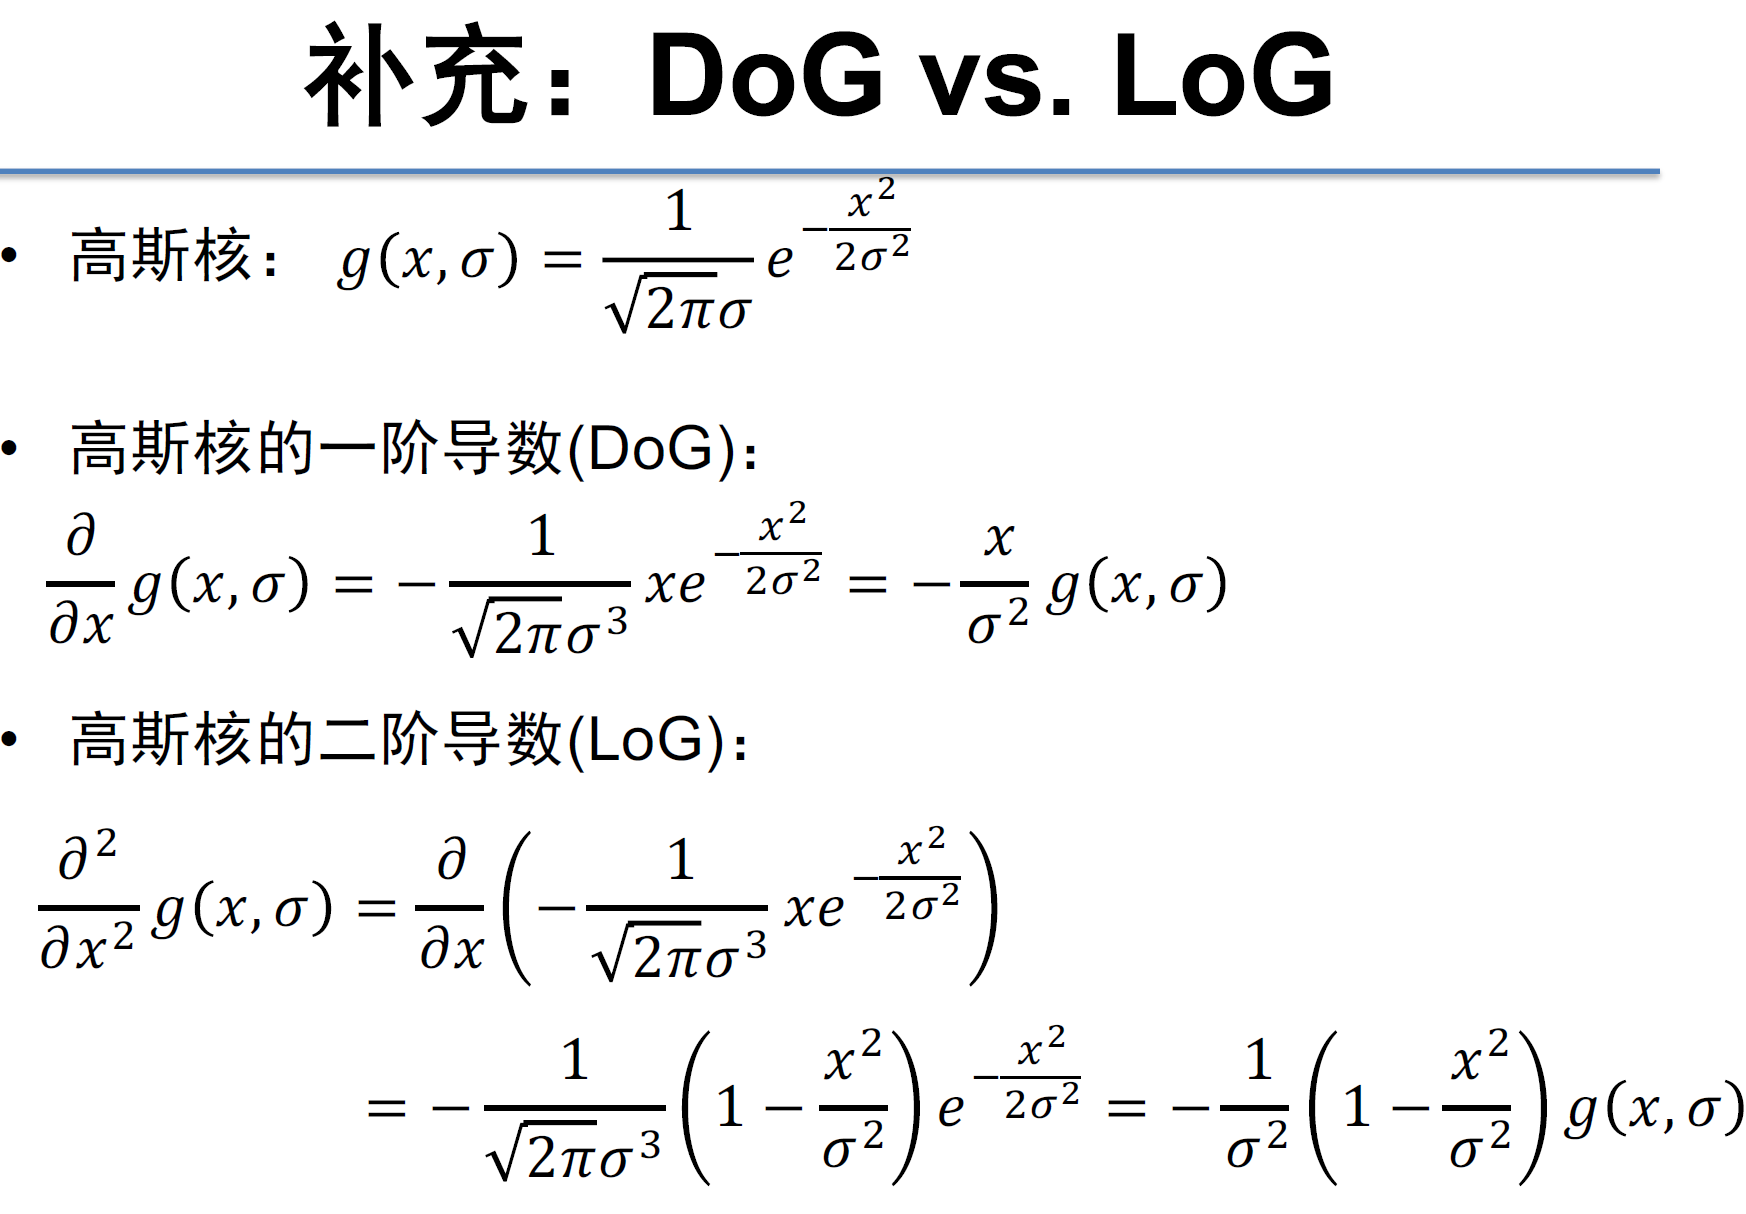 补充：DoG vs. LoG
• 高斯核： $g(x,\sigma) = \frac{1}{\sqrt{2\pi}\sigma} e^{-\frac{x^2}{2\sigma^2}}$
• 高斯核的一阶导数(DoG)：
$\frac{\partial}{\partial x} g(x,\sigma) = -\frac{1}{\sqrt{2\pi}\sigma^3} x e^{-\frac{x^2}{2\sigma^2}} = -\frac{x}{\sigma^2} g(x,\sigma)$
• 高斯核的二阶导数(LoG)：
$\frac{\partial^2}{\partial x^2} g(x,\sigma) = \frac{\partial}{\partial x} \left( -\frac{1}{\sqrt{2\pi}\sigma^3} x e^{-\frac{x^2}{2\sigma^2}} \right)$
$= -\frac{1}{\sqrt{2\pi}\sigma^3} \left( 1 - \frac{x^2}{\sigma^2} \right) e^{-\frac{x^2}{2\sigma^2}} = -\frac{1}{\sigma^2} \left( 1 - \frac{x^2}{\sigma^2} \right) g(x,\sigma)$